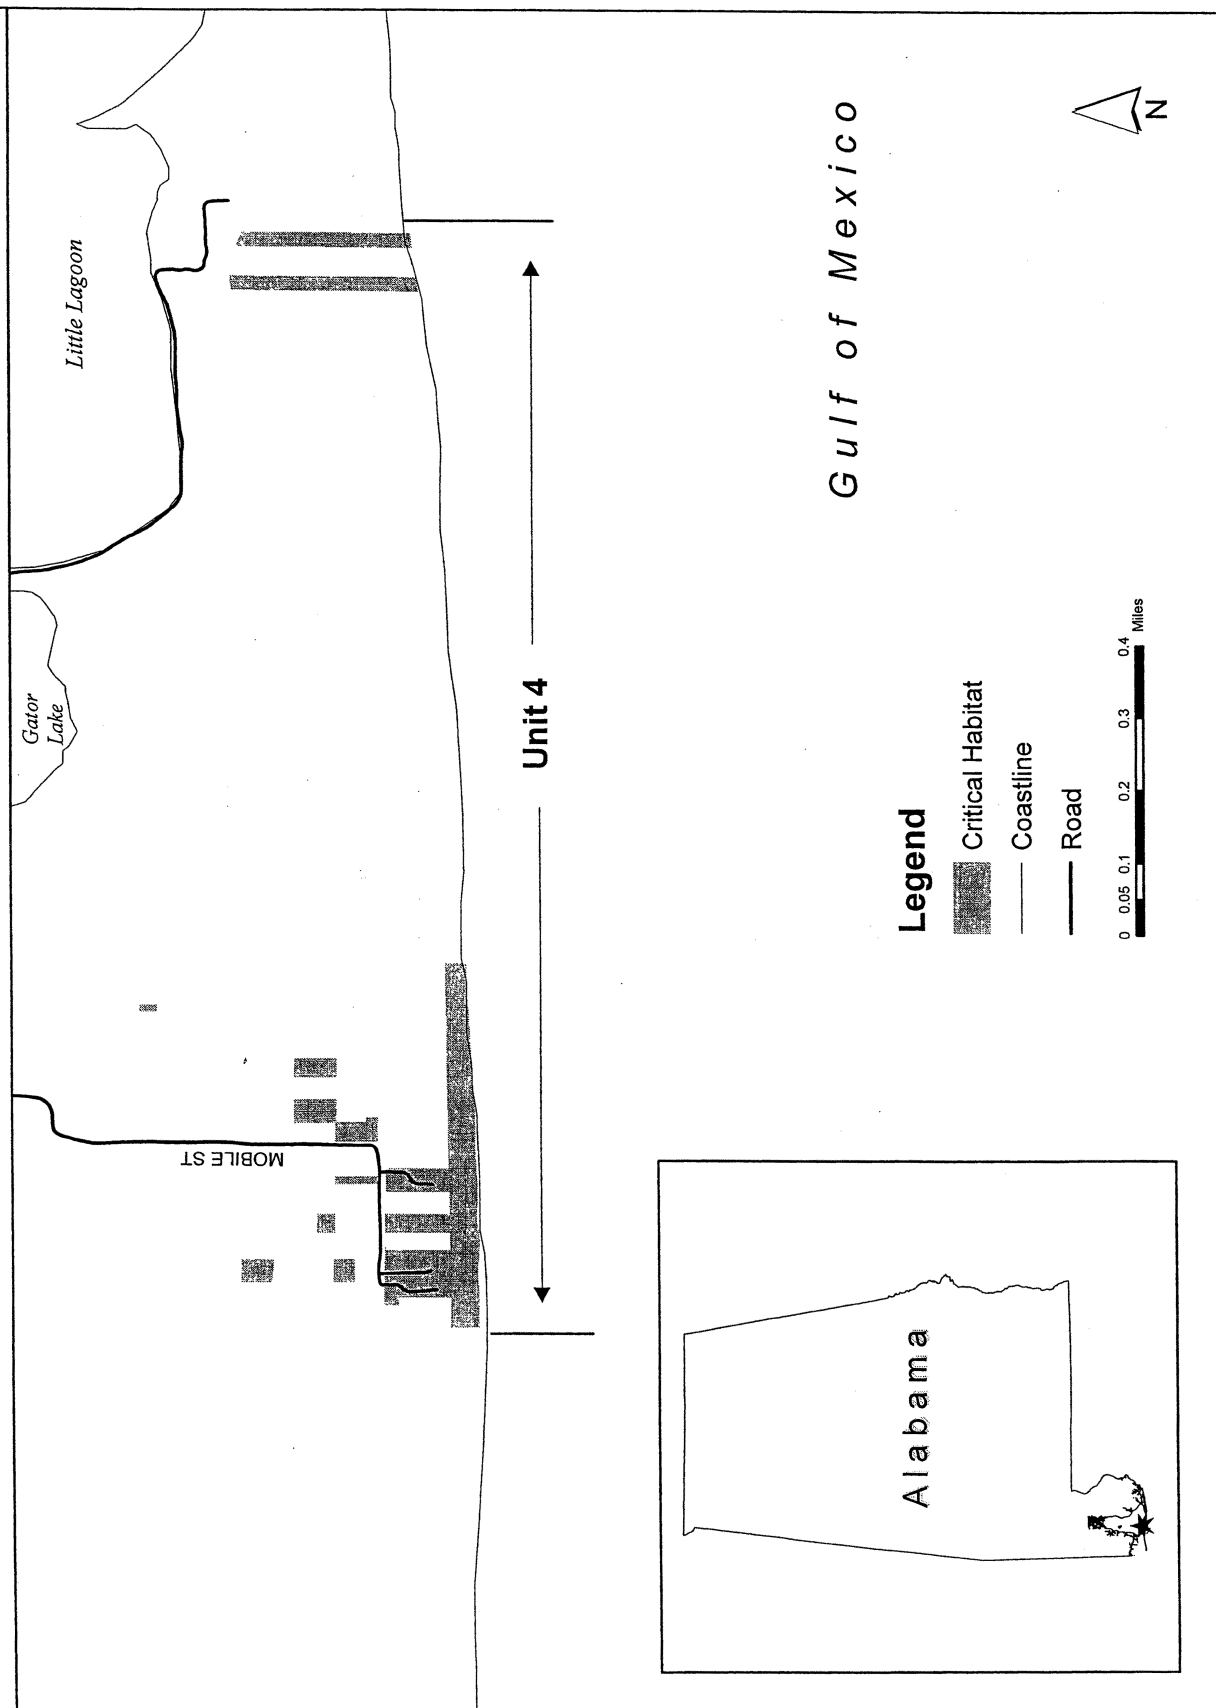 Gator
Lake
Little Lagoon
MOBILE ST
Unit 4
Gulf of Mexico
Legend
Critical Habitat
Coastline
Road
0 0.05 0.1 0.2 0.3 0.4
Miles
Alabama
N